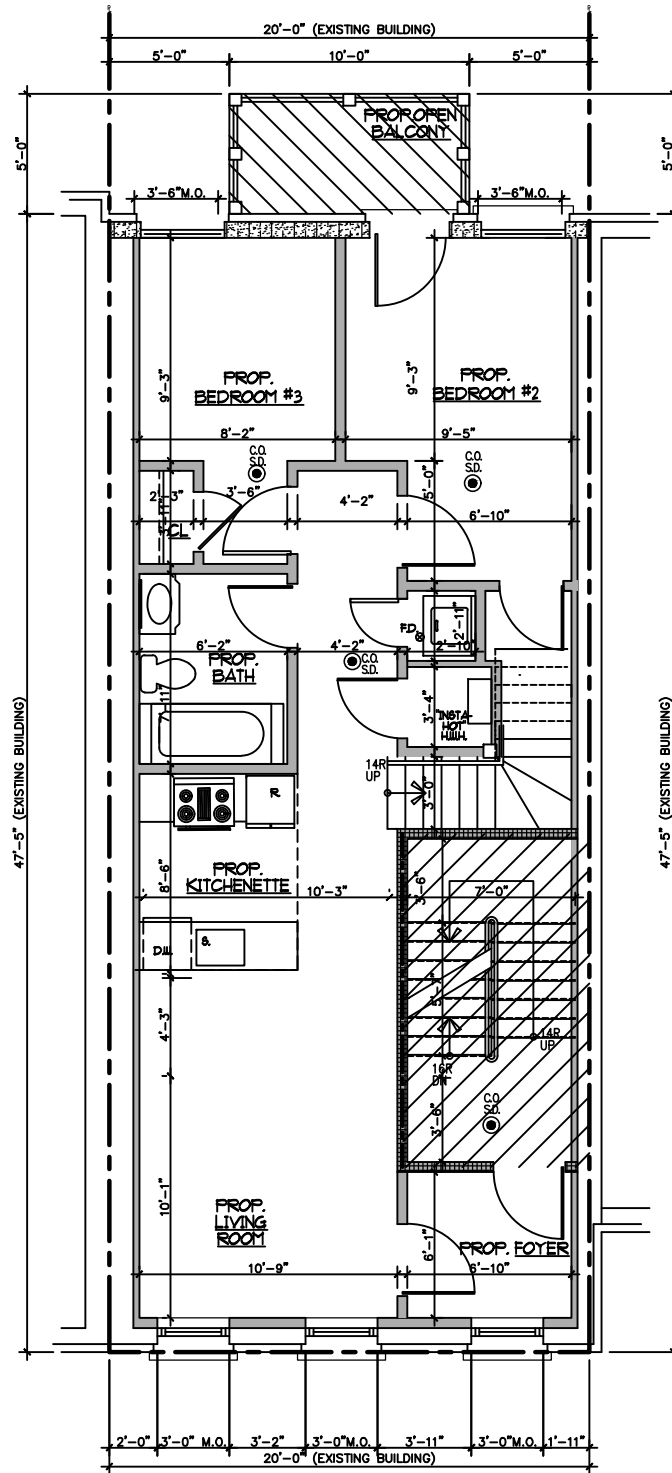 20'-0" (EXISTING BUILDING)
5'-0"
10'-0"
5'-0"
5'-0"
PROP.OPEN
BALCONY
5'-0"
3'-6"M.O.
3'-6"M.O.
9'-3"
PROP.
BEDROOM #3
9'-3"
PROP.
BEDROOM #2
8'-2"
9'-5"
C.O.
S.D.
C.O.
S.D.
5'-0"
2'-3"
3'-6"
4'-2"
6'-10"
CL
F.D.
2'-11"
6'-2"
4'-2"
2'-10"
PROP.
BATH
C.O.
S.D.
7'-11"
3'-4"
"INSTA-
HOT"
H.W.H.
47'-5" (EXISTING BUILDING)
47'-5" (EXISTING BUILDING)
14R
UP
3'-0"
R.
8'-6"
PROP.
KITCHENETTE
10'-3"
3'-6"
7'-0"
D.W.
S.
4'-3"
14R
UP
16R
DN
C.O.
S.D.
3'-6"
10'-1"
PROP.
LIVING
ROOM
6'-1"
PROP. FOYER
10'-9"
6'-10"
2'-0"
3'-0" M.O.
3'-2"
3'-0"M.O.
3'-11"
3'-0"M.O.
1'-11"
20'-0" (EXISTING BUILDING)